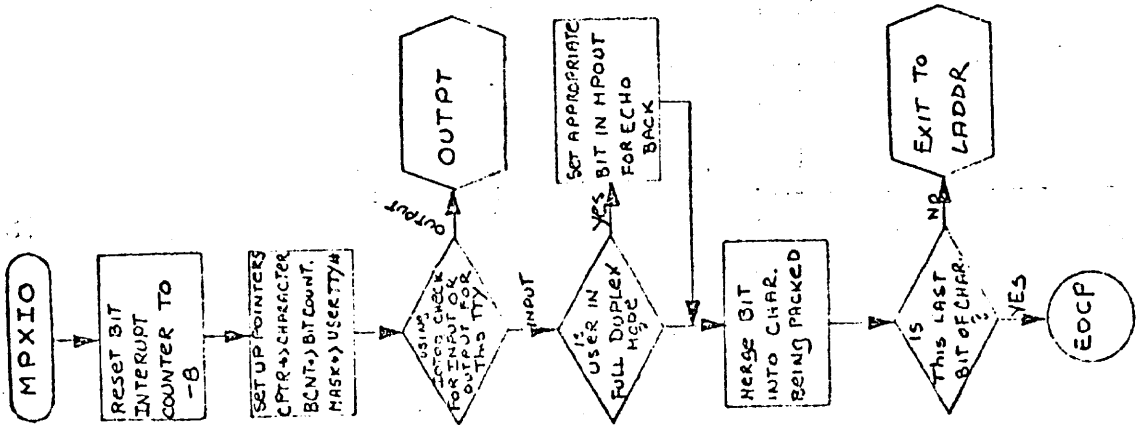 MPXIO
RESET BIT
INTERUPT
COUNTER TO
-8
SET UP POINTERS
CPTR→CHARACTER
BCNT→BIT COUNT.
MASK→USER TTY#
USING
CHECK
FOR INPUT OR
OUTPUT FOR
THIS TTY
OUTPUT
OUTPT
INPUT
IS
USER IN
FULL DUPLEX
MODE
?
Yes
SET APPROPRIATE
BIT IN MPOUT
FOR ECHO
BACK
MERGE BIT
INTO CHAR.
BEING PACKED
IS
THIS LAST
BIT OF CHAR.
?
NO
EXIT TO
LADDR
YES
EOCP